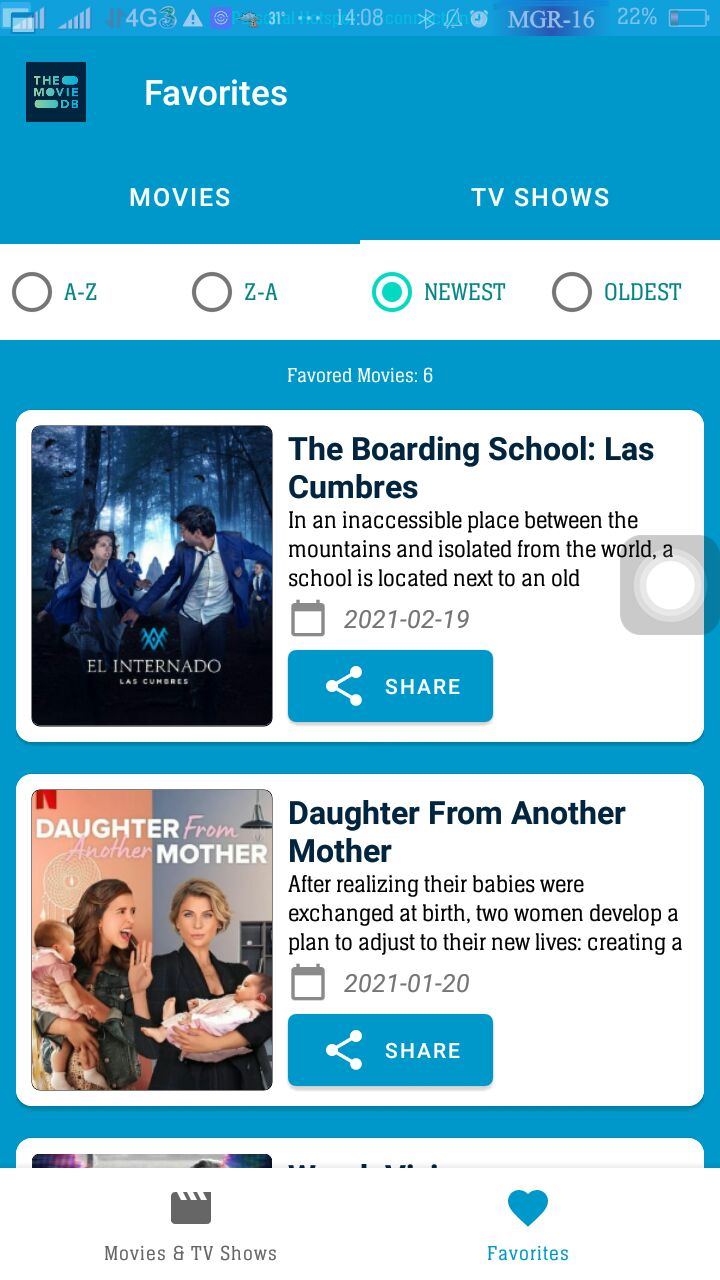 4G 3 31° ••• 14:08 MGR-16 22%
THE
MOVIE
DB
Favorites
MOVIES TV SHOWS
A-Z Z-A NEWEST OLDEST
Favored Movies: 6
The Boarding School: Las
Cumbres
In an inaccessible place between the
mountains and isolated from the world, a
school is located next to an old
2021-02-19
SHARE
EL INTERNADO
LAS CUMBRES
Daughter From Another
Mother
After realizing their babies were
exchanged at birth, two women develop a
plan to adjust to their new lives: creating a
2021-01-20
SHARE
N
DAUGHTER From
Another MOTHER
Movies & TV Shows Favorites